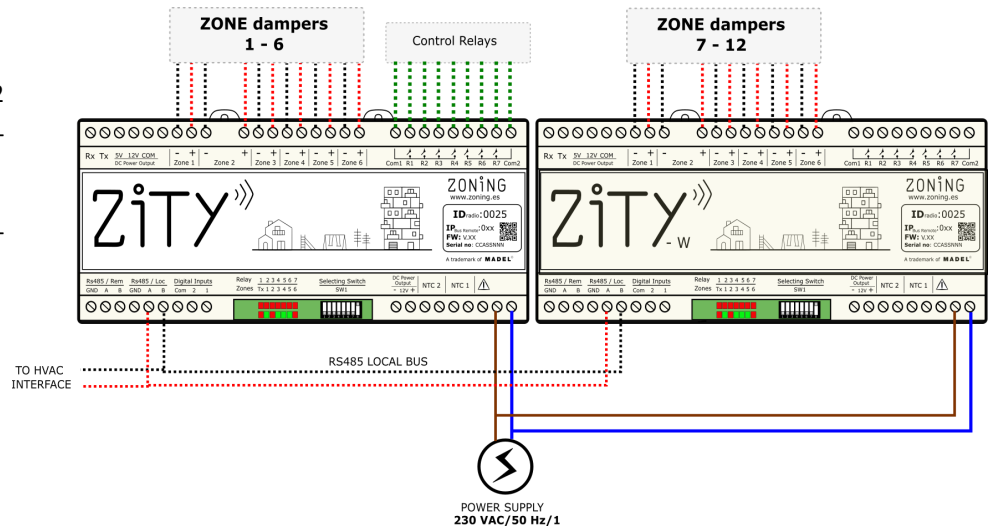 ZONE dampers
1 - 6
Control Relays
ZONE dampers
7 - 12
2
Rx Tx 5V 12V COM - + - + - + - + - + - +
DC Power Output Zone 1 Zone 2 Zone 3 Zone 4 Zone 5 Zone 6
Com1 R1 R2 R3 R4 R5 R6 R7 Com2
ZiTY
ZONiNG
www.zoning.es
IDradio:0025
IPBus Remote:0xx
FW: V.XX
Serial no: CCASSNNN
A trademark of MADEL®
Rs485 / Rem Rs485 / Loc Digital Inputs
GND A B GND A B Com 2 1
Relay 1 2 3 4 5 6 7
Zones Tx 1 2 3 4 5 6
Selecting Switch
SW1
DC Power
Output
- 12V +
NTC 2 NTC 1
Rx Tx 5V 12V COM - + - + - + - + - + - +
DC Power Output Zone 1 Zone 2 Zone 3 Zone 4 Zone 5 Zone 6
Com1 R1 R2 R3 R4 R5 R6 R7 Com2
ZiTY - W
ZONiNG
www.zoning.es
IDradio:0025
IPBus Remote:0xx
FW: V.XX
Serial no: CCASSNNN
A trademark of MADEL®
Rs485 / Rem Rs485 / Loc Digital Inputs
GND A B GND A B Com 2 1
Relay 1 2 3 4 5 6 7
Zones Tx 1 2 3 4 5 6
Selecting Switch
SW1
DC Power
Output
- 12V +
NTC 2 NTC 1
RS485 LOCAL BUS
TO HVAC
INTERFACE
POWER SUPPLY
230 VAC/50 Hz/1